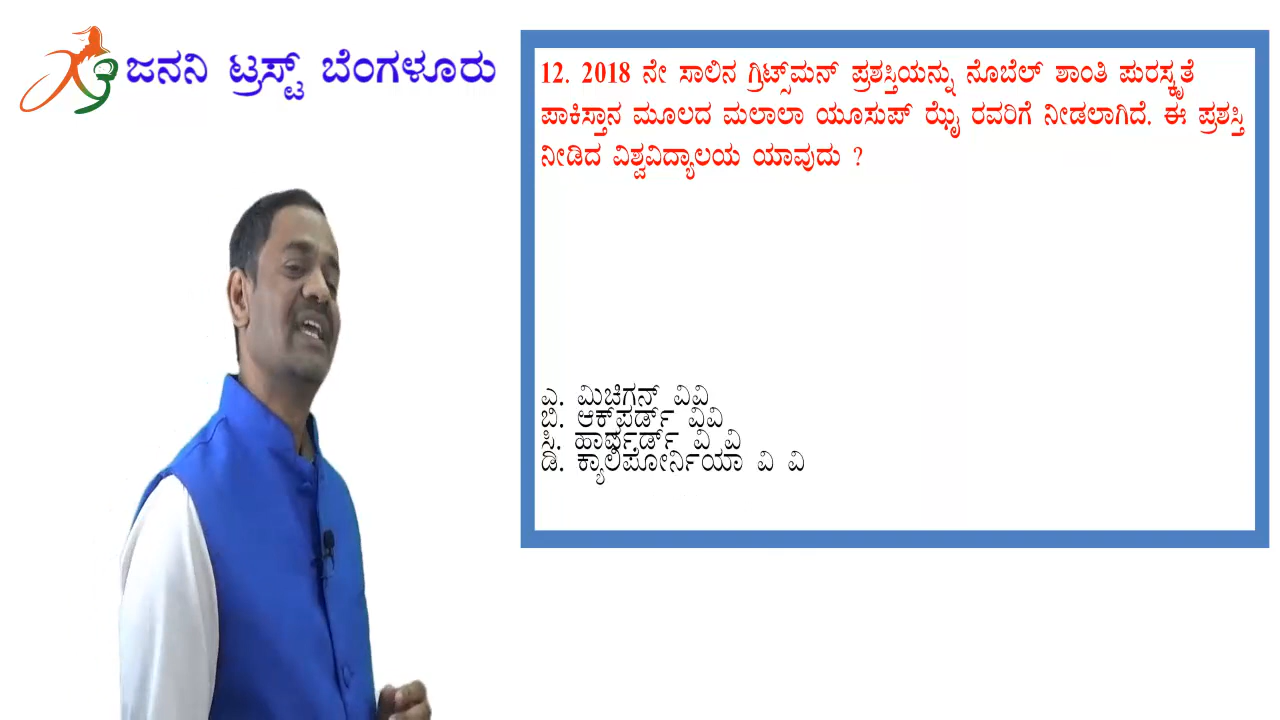 ಜನನಿ ಟ್ರಸ್ಟ್ ಬೆಂಗಳೂರು
12. 2018 ನೇ ಸಾಲಿನ ಗ್ರಿಟ್ಸ್‌ಮನ್ ಪ್ರಶಸ್ತಿಯನ್ನು ನೊಬೆಲ್ ಶಾಂತಿ ಪುರಸ್ಕೃತೆ
ಪಾಕಿಸ್ತಾನ ಮೂಲದ ಮಲಾಲಾ ಯೂಸುಪ್ ಝೈ ರವರಿಗೆ ನೀಡಲಾಗಿದೆ. ಈ ಪ್ರಶಸ್ತಿ
ನೀಡಿದ ವಿಶ್ವವಿದ್ಯಾಲಯ ಯಾವುದು ?
ಎ. ಮಿಚಿಗನ್ ವಿವಿ
ಬಿ. ಆಕ್‌ಪರ್ಡ್ ವಿವಿ
ಸಿ. ಹಾರ್ವರ್ಡ್ ವಿ ವಿ
ಡಿ. ಕ್ಯಾಲಿಪೋರ್ನಿಯಾ ವಿ ವಿ